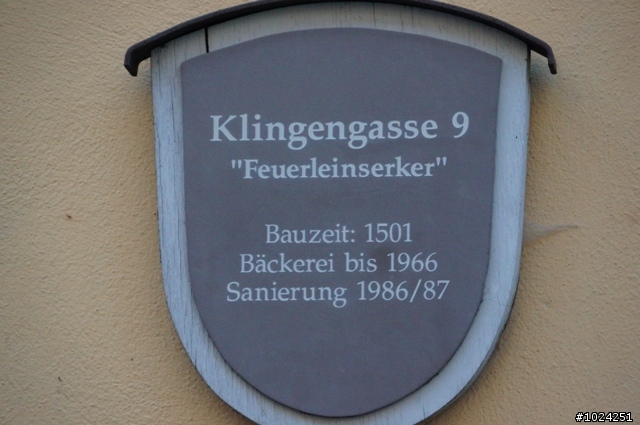 Klingengasse 9
"Feuerleinserker"
Bauzeit: 1501
Bäckerei bis 1966
Sanierung 1986/87
#1024251